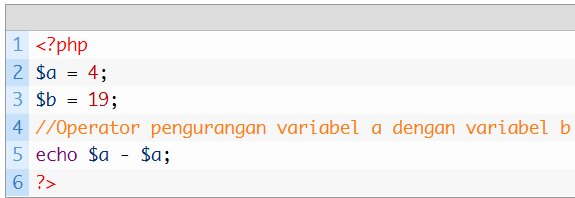 1 <?php
2 $a = 4;
3 $b = 19;
4 //Operator pengurangan variabel a dengan variabel b
5 echo $a - $a;
6 ?>